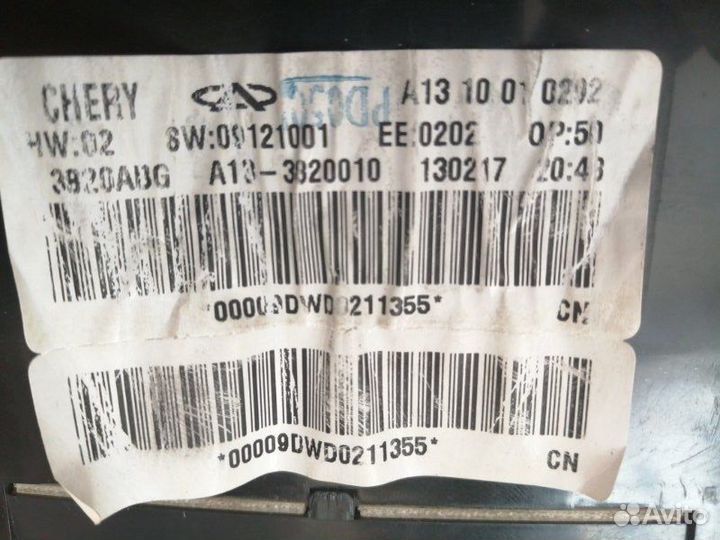 CHERY A13 10 01 0202
HW:02 SW:09121001 EE:0202 OP:50
3820ABG A13-3820010 130217 20:43
*00009DWD0211355* CN
*00009DWD0211355* CN
Avito